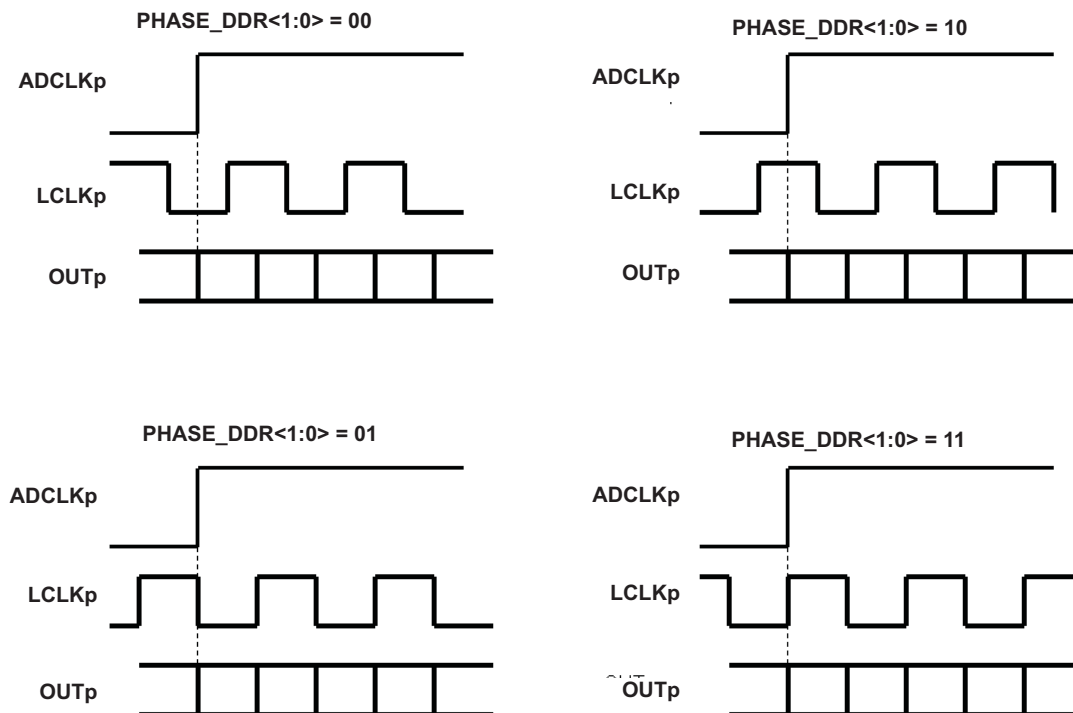 PHASE_DDR<1:0> = 00
ADCLKp
LCLKp
OUTp
PHASE_DDR<1:0> = 10
ADCLKp
LCLKp
OUTp
PHASE_DDR<1:0> = 01
ADCLKp
LCLKp
OUTp
PHASE_DDR<1:0> = 11
ADCLKp
LCLKp
OUTp